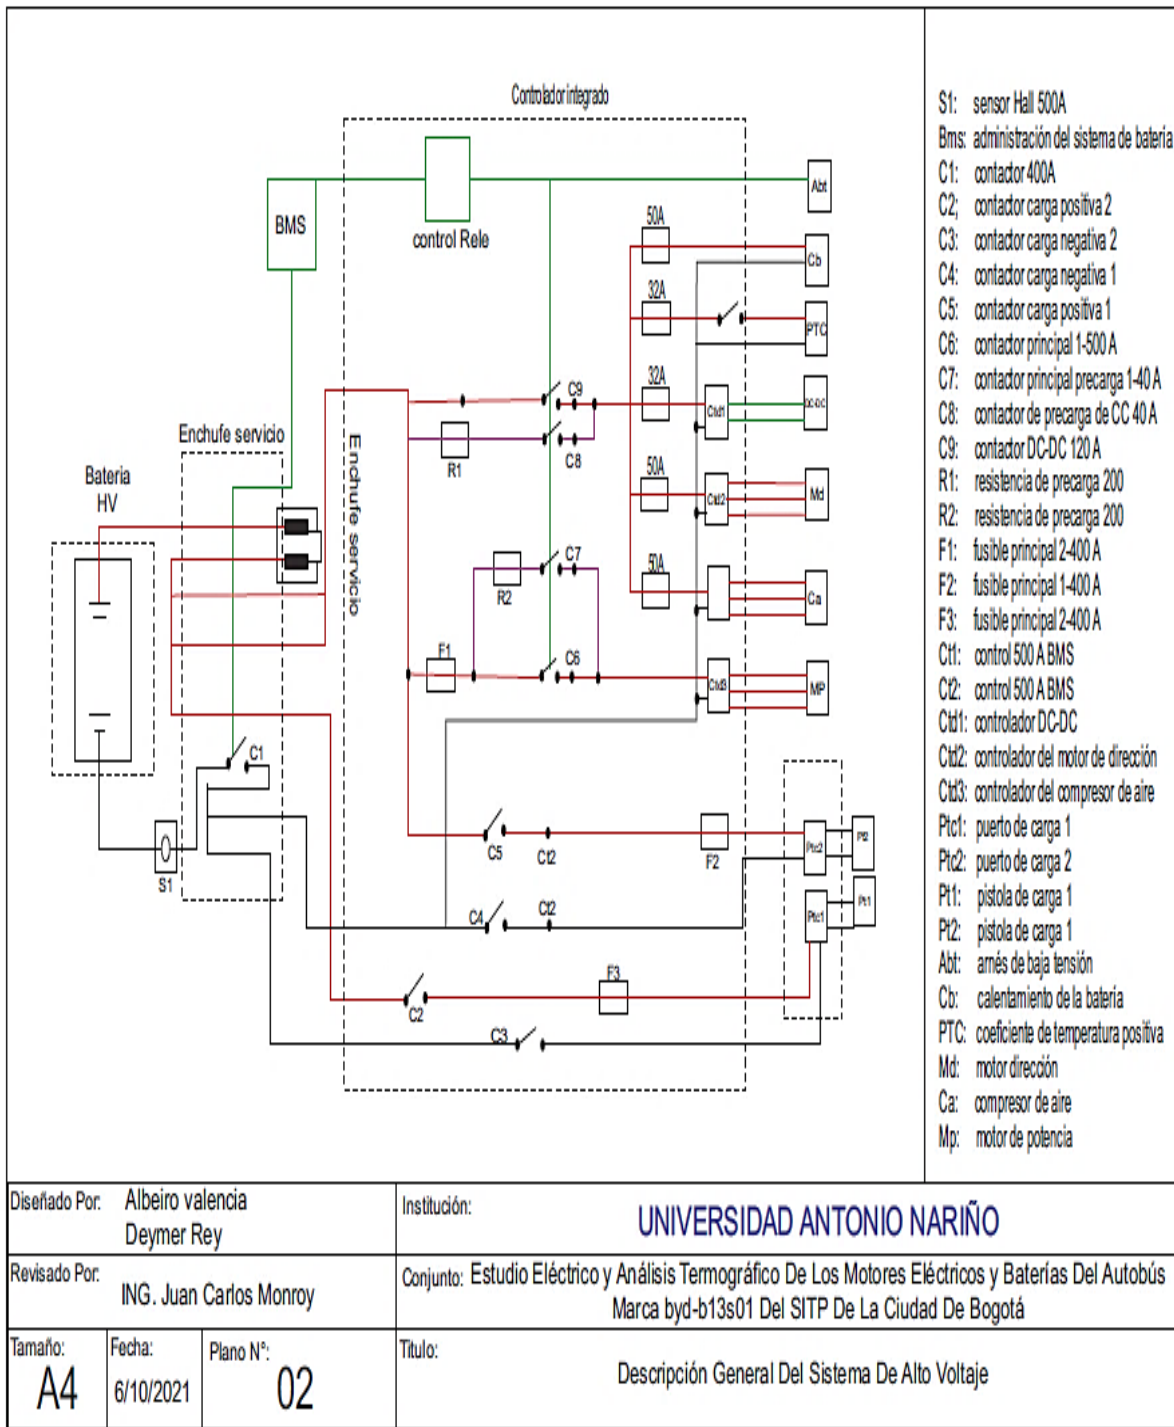 Controlador integrado
BMS
control Rele
Abt
50A
Cb
32A
PTC
32A
C9
Ctd1
DC-DC
Enchufe servicio
R1
C8
Enchufe servicio
Bateria
HV
50A
Ctd2
Md
C7
R2
50A
Ca
F1
C6
Ctd3
MP
C1
S1
C5
Ct2
F2
Ptc2
Pt2
C4
Ct2
Ptc1
Pt1
C2
F3
C3
S1: sensor Hall 500A
Bms: administración del sistema de bateria
C1: contactor 400A
C2; contactor carga positiva 2
C3: contactor carga negativa 2
C4: contactor carga negativa 1
C5: contactor carga positiva 1
C6: contactor principal 1-500 A
C7: contactor principal precarga 1-40 A
C8: contactor de precarga de CC 40 A
C9: contactor DC-DC 120 A
R1: resistencia de precarga 200
R2: resistencia de precarga 200
F1: fusible principal 2-400 A
F2: fusible principal 1-400 A
F3: fusible principal 2-400 A
Ct1: control 500 A BMS
Ct2: control 500 A BMS
Ctd1: controlador DC-DC
Ctd2: controlador del motor de dirección
Ctd3: controlador del compresor de aire
Ptc1: puerto de carga 1
Ptc2: puerto de carga 2
Pt1: pistola de carga 1
Pt2: pistola de carga 1
Abt: arnés de baja tensión
Cb: calentamiento de la bateria
PTC: coeficiente de temperatura positiva
Md: motor dirección
Ca: compresor de aire
Mp: motor de potencia
Diseñado Por: Albeiro valencia
Deymer Rey
Institución: UNIVERSIDAD ANTONIO NARIÑO
Revisado Por: ING. Juan Carlos Monroy
Conjunto: Estudio Eléctrico y Análisis Termográfico De Los Motores Eléctricos y Baterías Del Autobús
Marca byd-b13s01 Del SITP De La Ciudad De Bogotá
Tamaño: A4
Fecha: 6/10/2021
Plano N°: 02
Titulo: Descripción General Del Sistema De Alto Voltaje